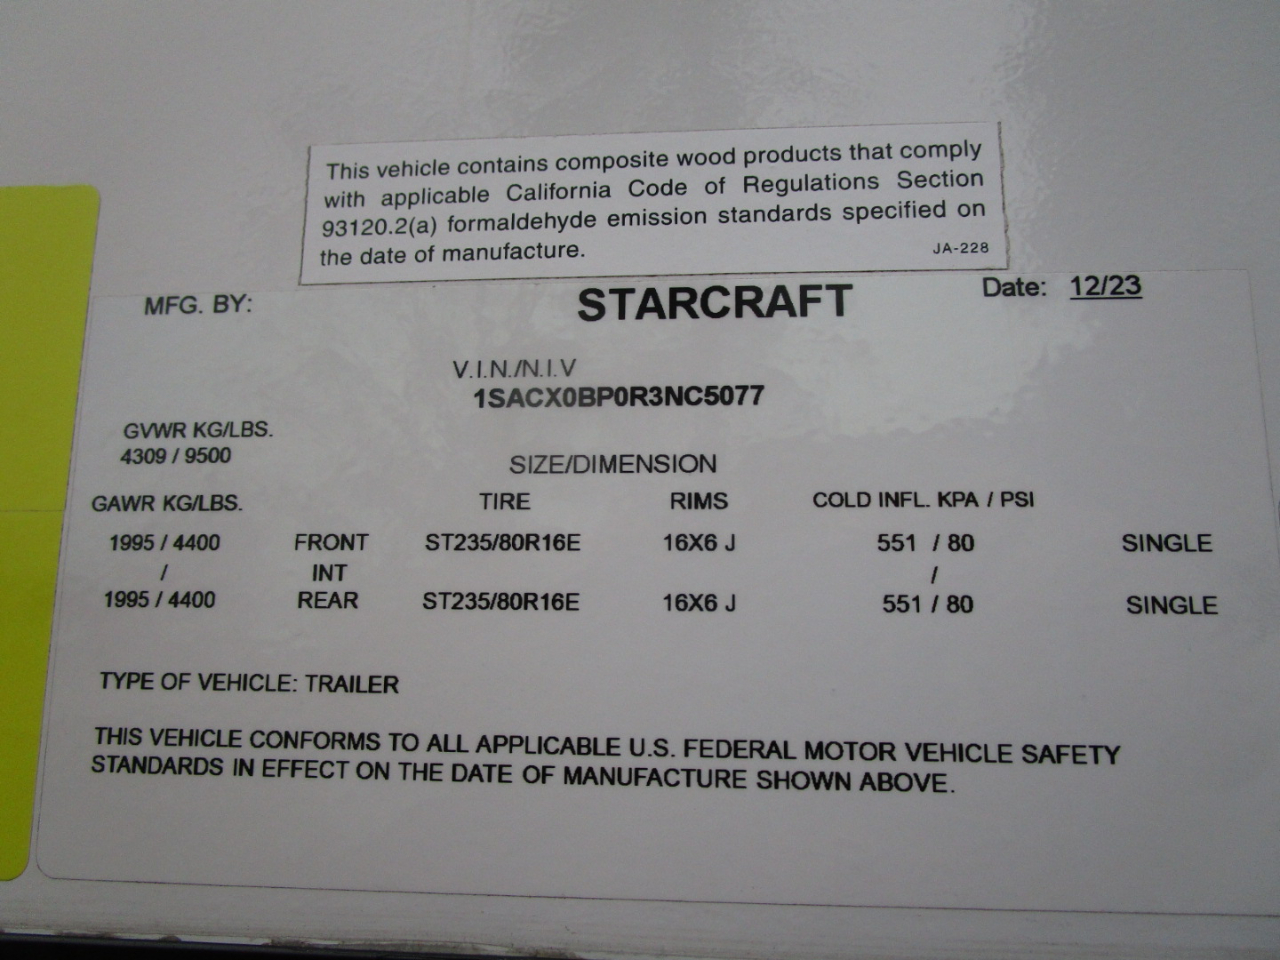 This vehicle contains composite wood products that comply
with applicable California Code of Regulations Section
93120.2(a) formaldehyde emission standards specified on
the date of manufacture. JA-228
MFG. BY: STARCRAFT Date: 12/23
V.I.N./N.I.V
1SACX0BP0R3NC5077
GVWR KG/LBS.
4309 / 9500
SIZE/DIMENSION
GAWR KG/LBS. TIRE RIMS COLD INFL. KPA / PSI
1995 / 4400 FRONT ST235/80R16E 16X6 J 551 / 80 SINGLE
/ INT /
1995 / 4400 REAR ST235/80R16E 16X6 J 551 / 80 SINGLE
TYPE OF VEHICLE: TRAILER
THIS VEHICLE CONFORMS TO ALL APPLICABLE U.S. FEDERAL MOTOR VEHICLE SAFETY
STANDARDS IN EFFECT ON THE DATE OF MANUFACTURE SHOWN ABOVE.